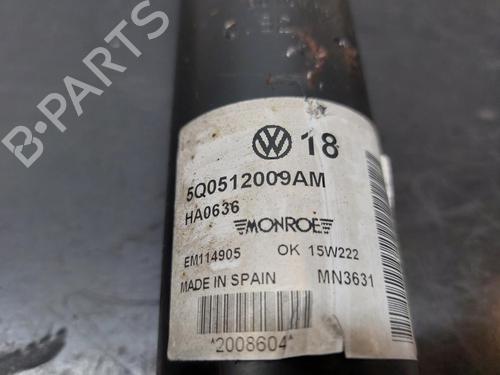 18
5Q0512009AM
HA0636
MONROE
EM114905 OK 15W222
MADE IN SPAIN MN3631
*2008604*
B-PARTS